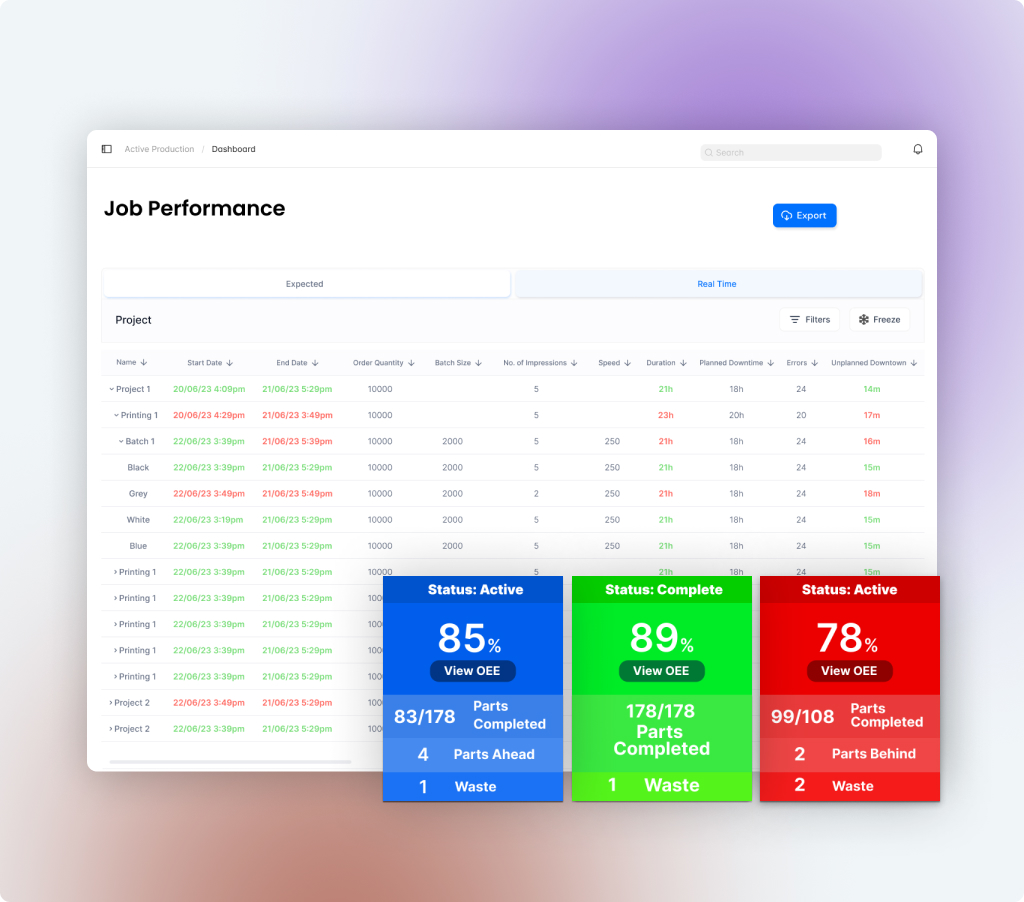 Active Production / Dashboard
Search
Job Performance
Export
Expected
Real Time
Project
Filters
Freeze
Name Start Date End Date Order Quantity Batch Size No. of Impressions Speed Duration Planned Downtime Errors Unplanned Downtown
Project 1 20/06/23 4:09pm 21/06/23 5:29pm 10000 5 21h 18h 24 14m
Printing 1 20/06/23 4:29pm 21/06/23 3:49pm 10000 5 23h 20h 20 17m
Batch 1 22/06/23 3:39pm 21/06/23 5:39pm 10000 2000 5 250 21h 18h 24 16m
Black 22/06/23 3:39pm 21/06/23 5:29pm 10000 2000 5 250 21h 18h 24 15m
Grey 22/06/23 3:49pm 21/06/23 5:49pm 10000 2000 2 250 21h 18h 24 18m
White 22/06/23 3:19pm 21/06/23 5:29pm 10000 2000 5 250 21h 18h 24 15m
Blue 22/06/23 3:39pm 21/06/23 5:29pm 10000 2000 5 250 21h 18h 24 15m
Printing 1 22/06/23 3:39pm 21/06/23 5:29pm 10000 5 21h 18h 24 15m
Printing 1 22/06/23 3:39pm 21/06/23 5:29pm
Printing 1 22/06/23 3:39pm 21/06/23 5:29pm
Printing 1 22/06/23 3:39pm 21/06/23 5:29pm
Printing 1 22/06/23 3:39pm 21/06/23 5:29pm
Project 2 22/06/23 3:49pm 21/06/23 5:29pm
Project 2 22/06/23 3:39pm 21/06/23 5:29pm
Status: Active
85%
View OEE
83/178 Parts
Completed
4 Parts Ahead
1 Waste
Status: Complete
89%
View OEE
178/178
Parts
Completed
1 Waste
Status: Active
78%
View OEE
99/108 Parts
Completed
2 Parts Behind
2 Waste